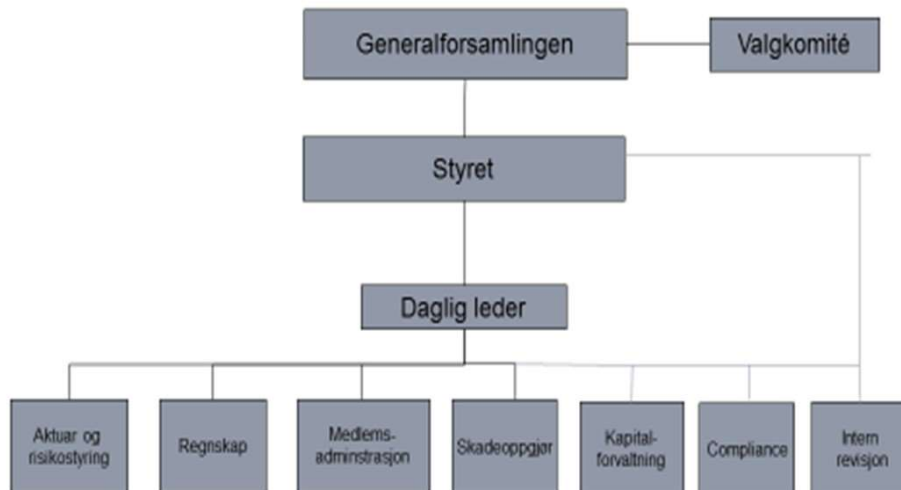 Generalforsamlingen
Valgkomité
Styret
Daglig leder
Aktuar og
risikostyring
Regnskap
Medlems-
adminstrasjon
Skadeoppgjør
Kapital-
forvaltning
Compliance
Intern
revisjon